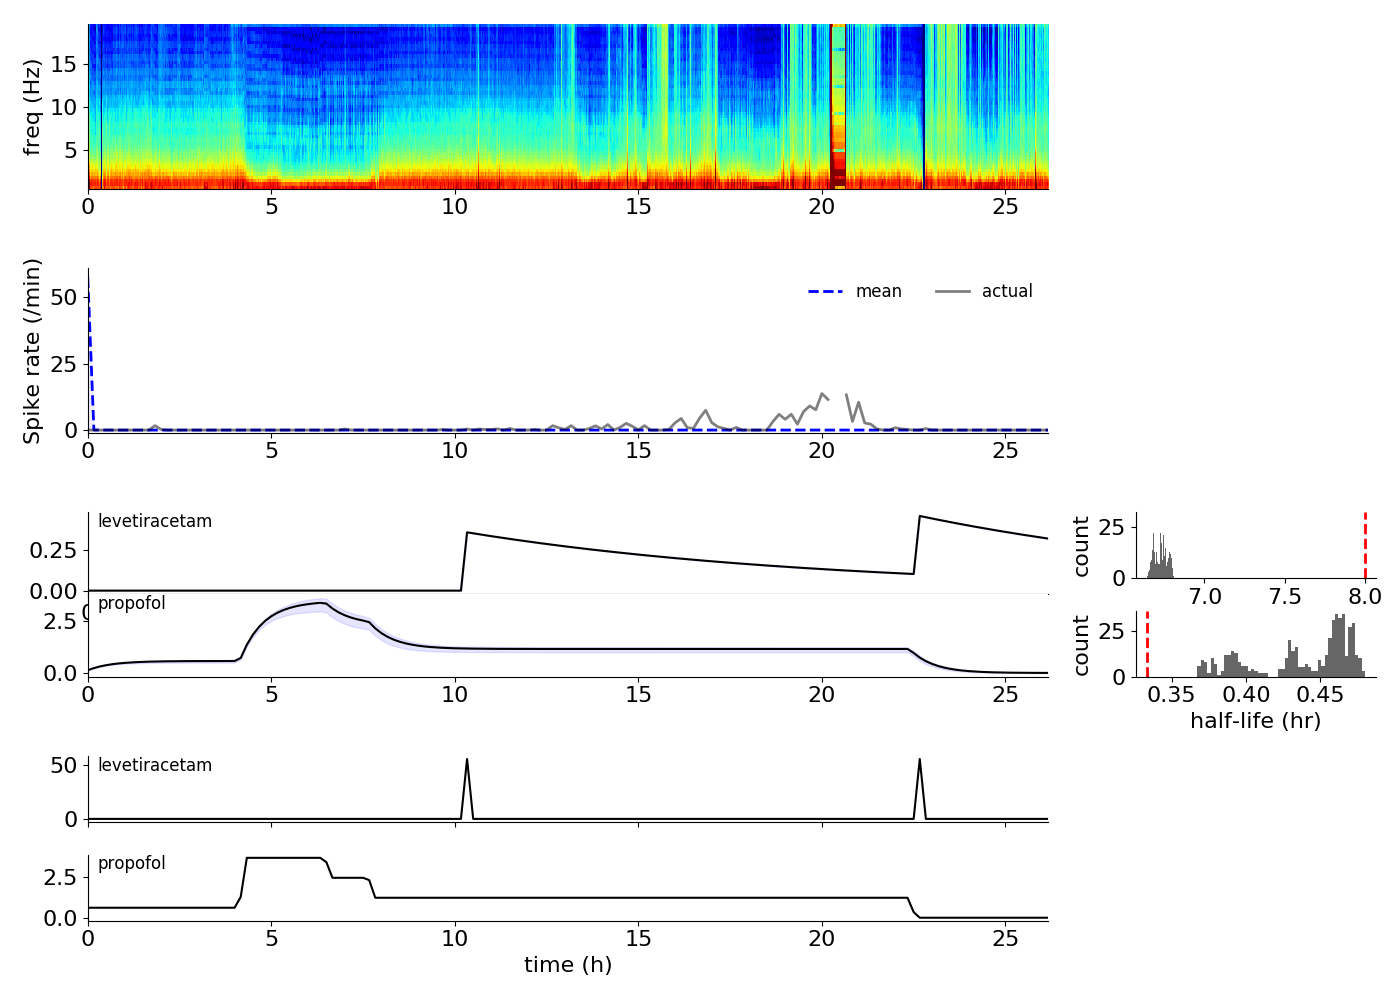 freq (Hz)
15
10
5
0 5 10 15 20 25
Spike rate (/min)
50
25
0
mean actual
0 5 10 15 20 25
levetiracetam
0.25
0.00
count
25
0
7.0 7.5 8.0
propofol
2.5
0.0
0 5 10 15 20 25
count
25
0
0.35 0.40 0.45
half-life (hr)
levetiracetam
50
0
propofol
2.5
0.0
0 5 10 15 20 25
time (h)